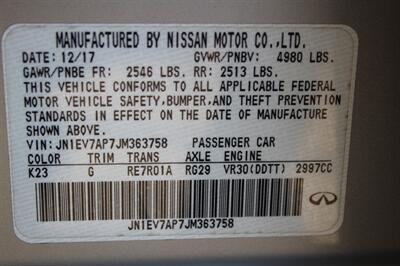 MANUFACTURED BY NISSAN MOTOR CO.,LTD.
DATE: 12/17 GVWR/PNBV: 4980 LBS.
GAWR/PNBE FR: 2546 LBS. RR: 2513 LBS.
THIS VEHICLE CONFORMS TO ALL APPLICABLE FEDERAL
MOTOR VEHICLE SAFETY,BUMPER,AND THEFT PREVENTION
STANDARDS IN EFFECT ON THE DATE OF MANUFACTURE
SHOWN ABOVE.
VIN: JN1EV7AP7JM363758 PASSENGER CAR
COLOR TRIM TRANS AXLE ENGINE
K23 G RE7R01A RG29 VR30(DDTT) 2997CC
JN1EV7AP7JM363758